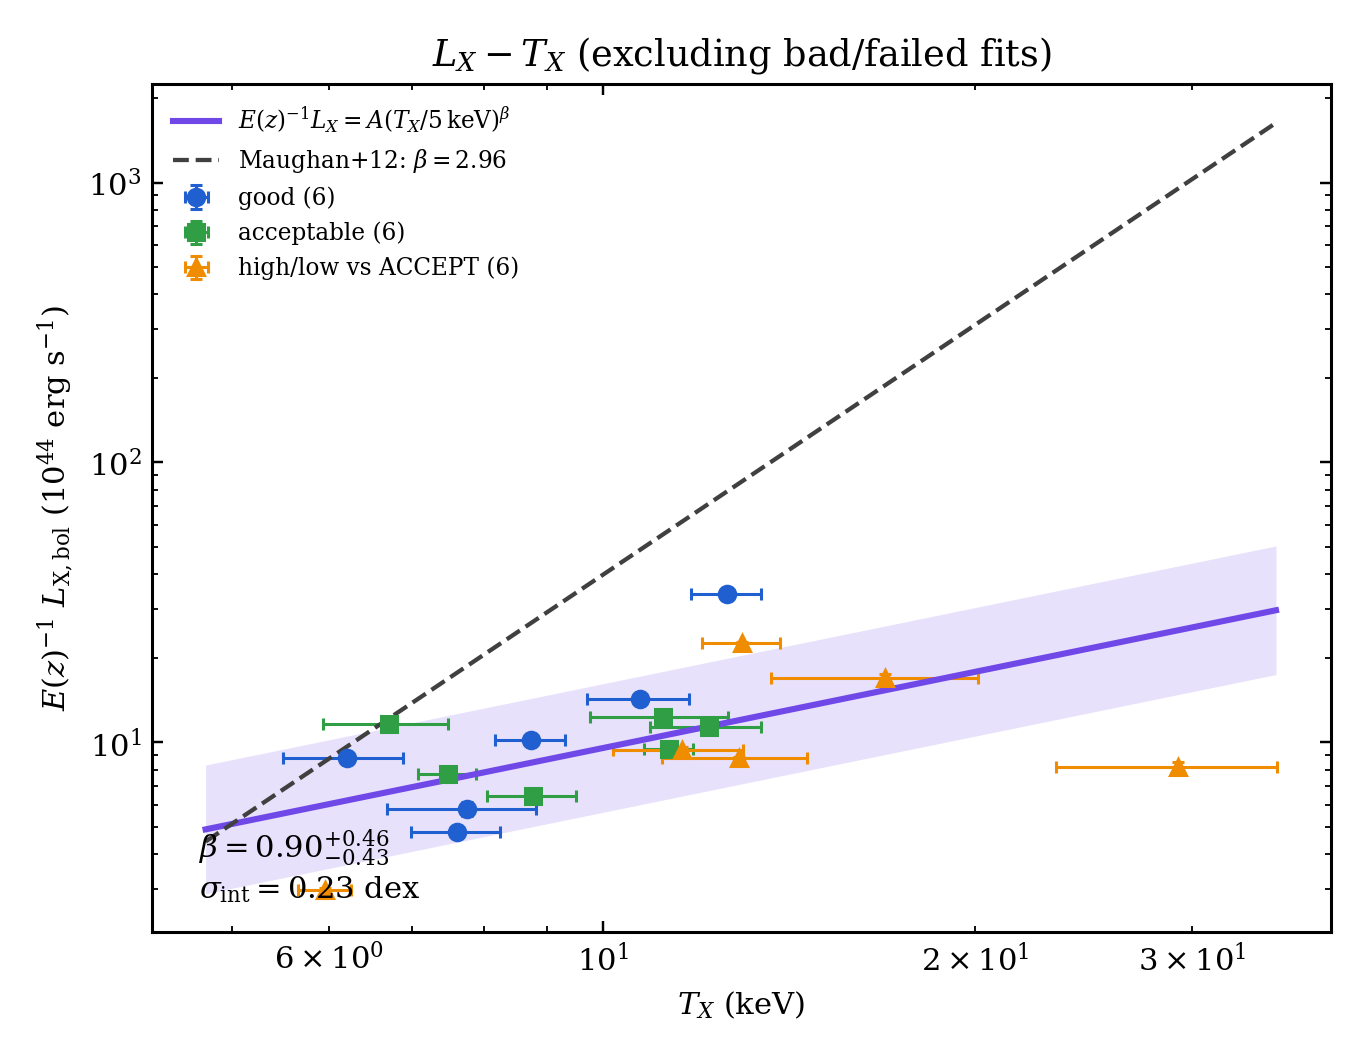 L_X − T_X (excluding bad/failed fits)
E(z)^{−1} L_X = A(T_X/5 keV)^β
Maughan+12: β = 2.96
good (6)
acceptable (6)
high/low vs ACCEPT (6)
10^3
10^2
10^1
E(z)^{−1} L_{X,bol} (10^{44} erg s^{−1})
β = 0.90^{+0.46}_{−0.43}
σ_int = 0.23 dex
6 × 10^0
10^1
2 × 10^1
3 × 10^1
T_X (keV)